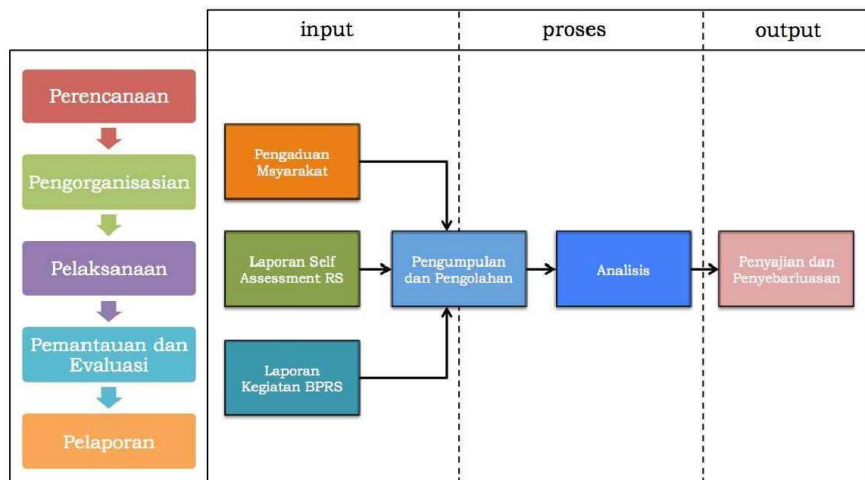 input
proses
output
Perencanaan
Pengorganisasian
Pelaksanaan
Pemantauan dan
Evaluasi
Pelaporan
Pengaduan
Msyarakat
Laporan Self
Assessment RS
Laporan
Kegiatan BPRS
Pengumpulan
dan Pengolahan
Analisis
Penyajian dan
Penyebarluasan